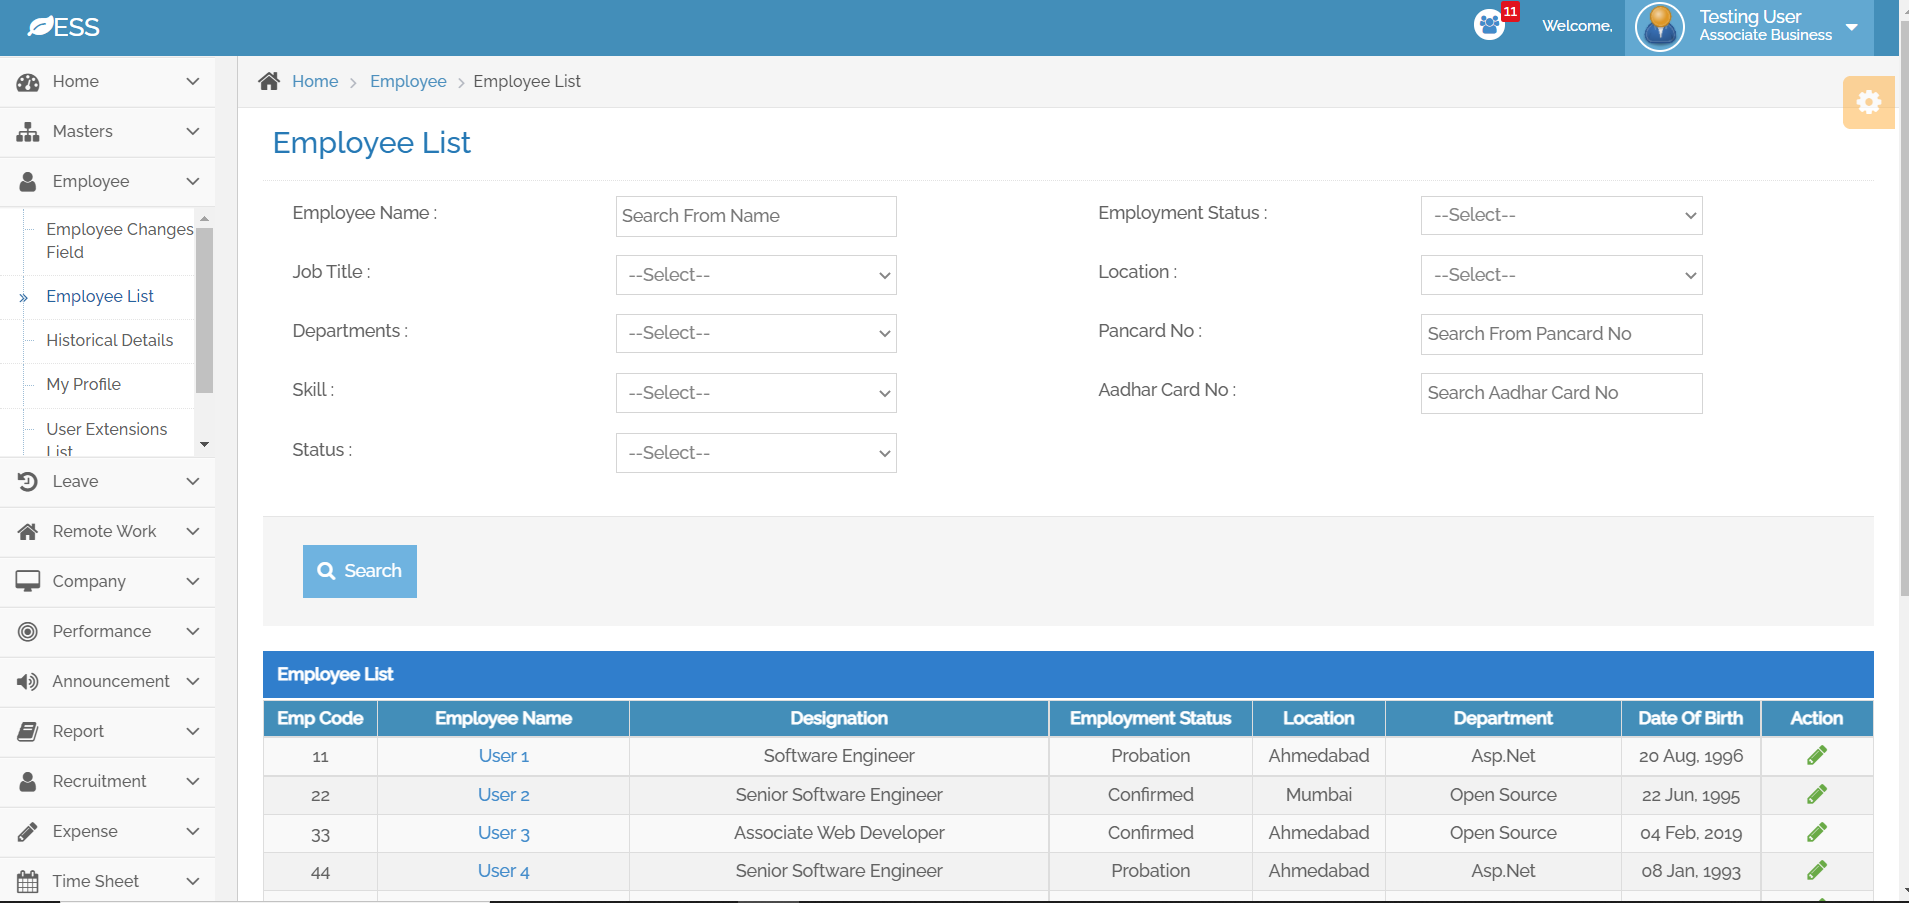 ESS
11
Welcome,
Testing User
Associate Business
Home
Masters
Employee
Employee Changes
Field
Employee List
Historical Details
My Profile
User Extensions
List
Leave
Remote Work
Company
Performance
Announcement
Report
Recruitment
Expense
Time Sheet
Home > Employee > Employee List
Employee List
Employee Name : Search From Name Employment Status : --Select--
Job Title : --Select-- Location : --Select--
Departments : --Select-- Pancard No : Search From Pancard No
Skill : --Select-- Aadhar Card No : Search Aadhar Card No
Status : --Select--
Search
Employee List
Emp Code Employee Name Designation Employment Status Location Department Date Of Birth Action
11 User 1 Software Engineer Probation Ahmedabad Asp.Net 20 Aug, 1996
22 User 2 Senior Software Engineer Confirmed Mumbai Open Source 22 Jun, 1995
33 User 3 Associate Web Developer Confirmed Ahmedabad Open Source 04 Feb, 2019
44 User 4 Senior Software Engineer Probation Ahmedabad Asp.Net 08 Jan, 1993